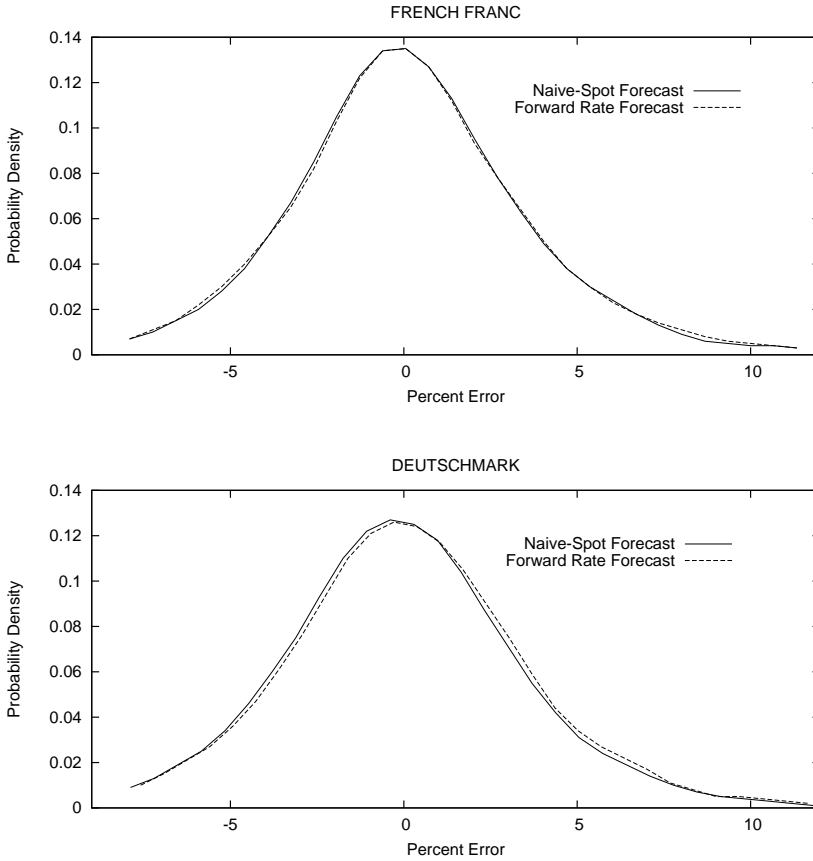 FRENCH FRANC
0.14
0.12
0.1
0.08
0.06
0.04
0.02
0
Probability Density
Naive-Spot Forecast
Forward Rate Forecast
-5
0
5
10
Percent Error
DEUTSCHMARK
0.14
0.12
0.1
0.08
0.06
0.04
0.02
0
Probability Density
Naive-Spot Forecast
Forward Rate Forecast
-5
0
5
10
Percent Error